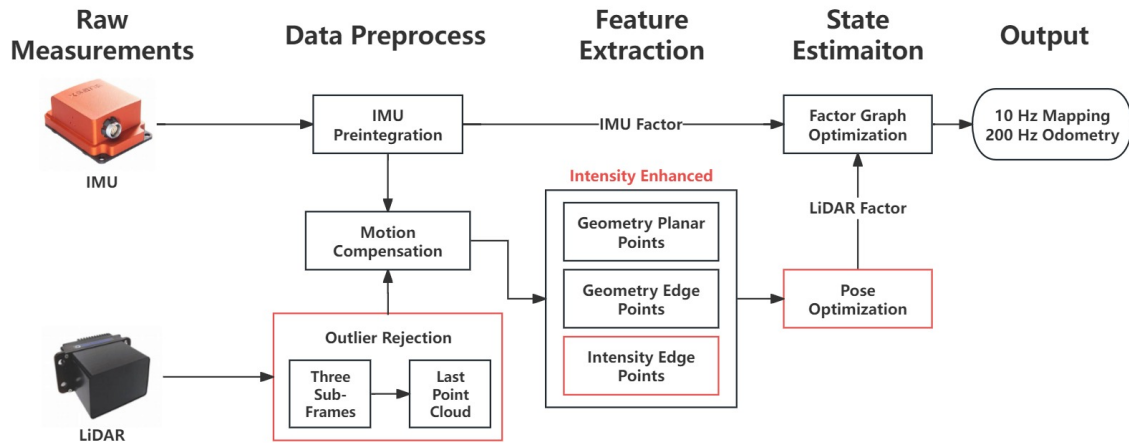 Raw
Measurements
Data Preprocess
Feature
Extraction
State
Estimaiton
Output
IMU
IMU
Preintegration
IMU Factor
Factor Graph
Optimization
10 Hz Mapping
200 Hz Odometry
Intensity Enhanced
Motion
Compensation
Geometry Planar
Points
LiDAR Factor
Geometry Edge
Points
Pose
Optimization
Outlier Rejection
Three
Sub-
Frames
Last
Point
Cloud
Intensity Edge
Points
LiDAR